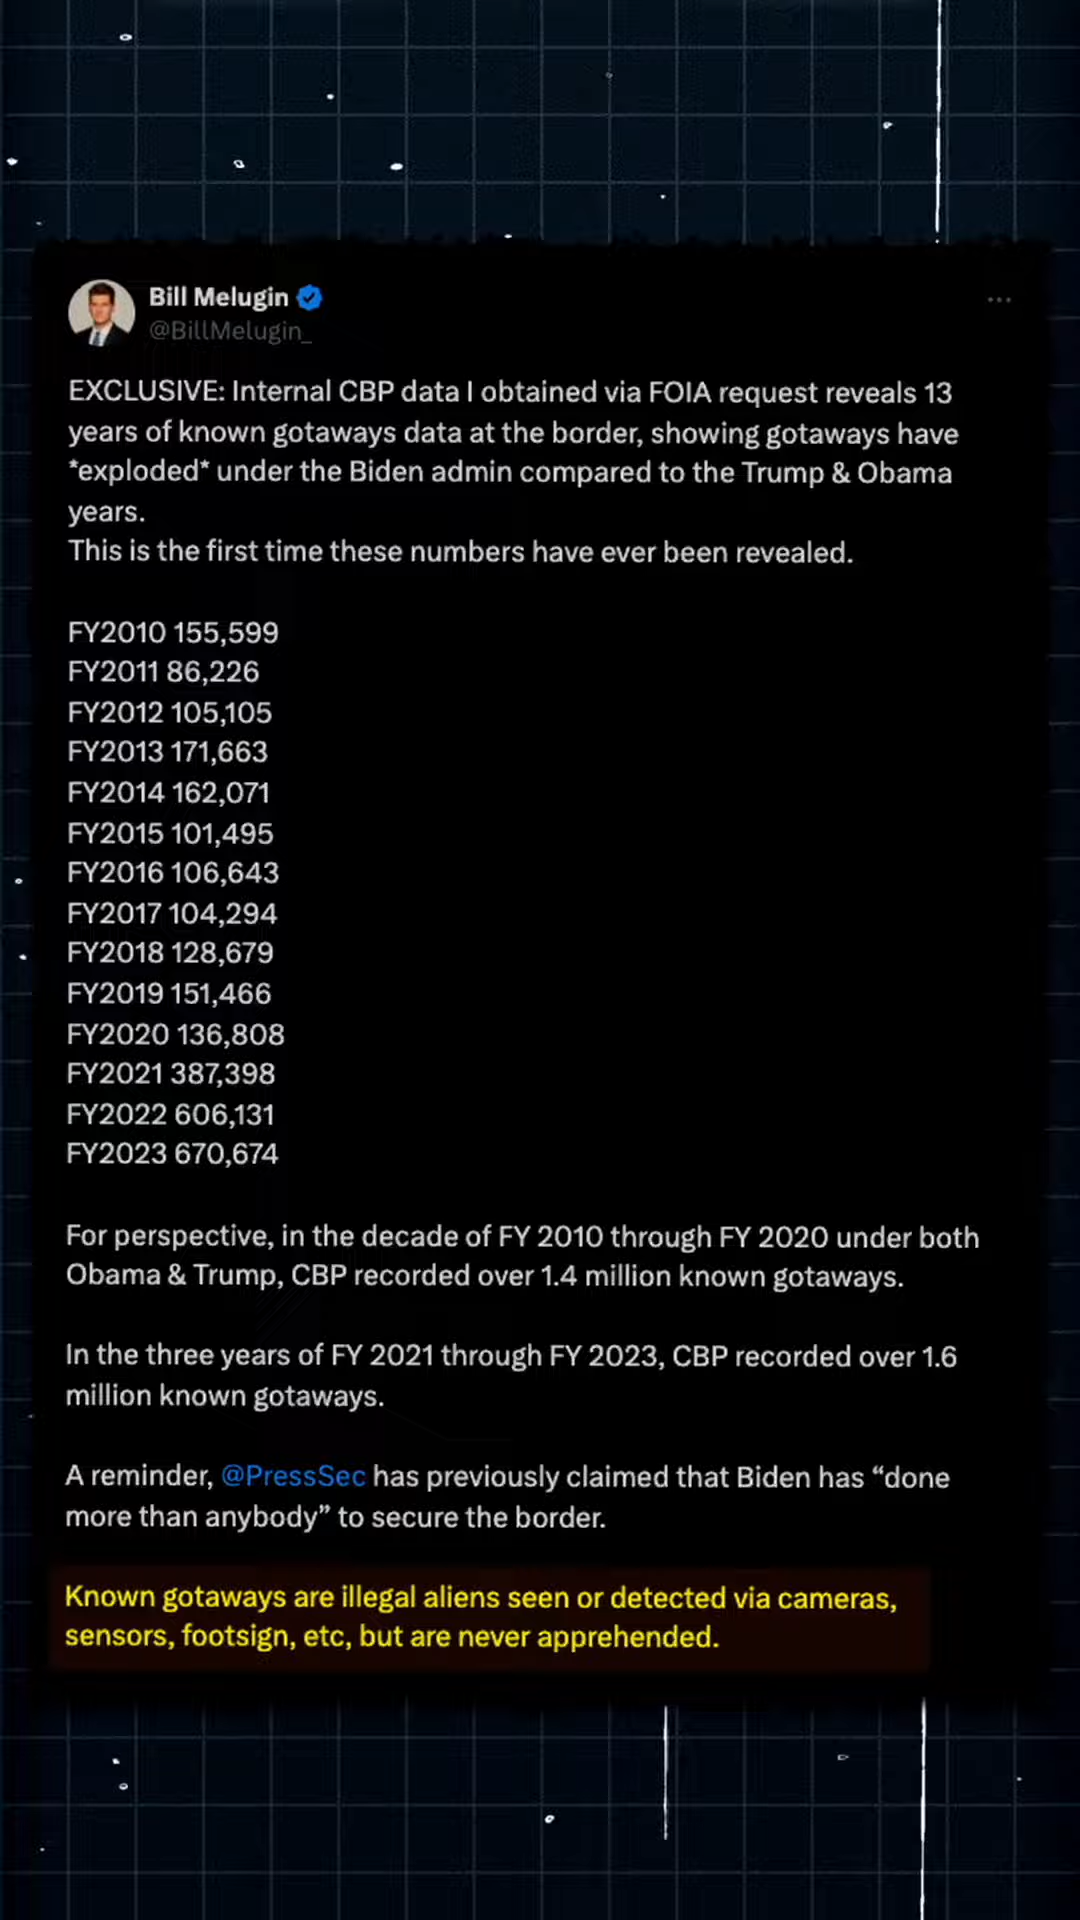 Bill Melugin
@BillMelugin_
EXCLUSIVE: Internal CBP data I obtained via FOIA request reveals 13
years of known gotaways data at the border, showing gotaways have
*exploded* under the Biden admin compared to the Trump & Obama
years.
This is the first time these numbers have ever been revealed.
FY2010 155,599
FY2011 86,226
FY2012 105,105
FY2013 171,663
FY2014 162,071
FY2015 101,495
FY2016 106,643
FY2017 104,294
FY2018 128,679
FY2019 151,466
FY2020 136,808
FY2021 387,398
FY2022 606,131
FY2023 670,674
For perspective, in the decade of FY 2010 through FY 2020 under both
Obama & Trump, CBP recorded over 1.4 million known gotaways.
In the three years of FY 2021 through FY 2023, CBP recorded over 1.6
million known gotaways.
A reminder, @PressSec has previously claimed that Biden has “done
more than anybody” to secure the border.
Known gotaways are illegal aliens seen or detected via cameras,
sensors, footsign, etc, but are never apprehended.